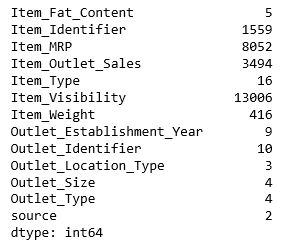 Item_Fat_Content 5
Item_Identifier 1559
Item_MRP 8052
Item_Outlet_Sales 3494
Item_Type 16
Item_Visibility 13006
Item_Weight 416
Outlet_Establishment_Year 9
Outlet_Identifier 10
Outlet_Location_Type 3
Outlet_Size 4
Outlet_Type 4
source 2
dtype: int64